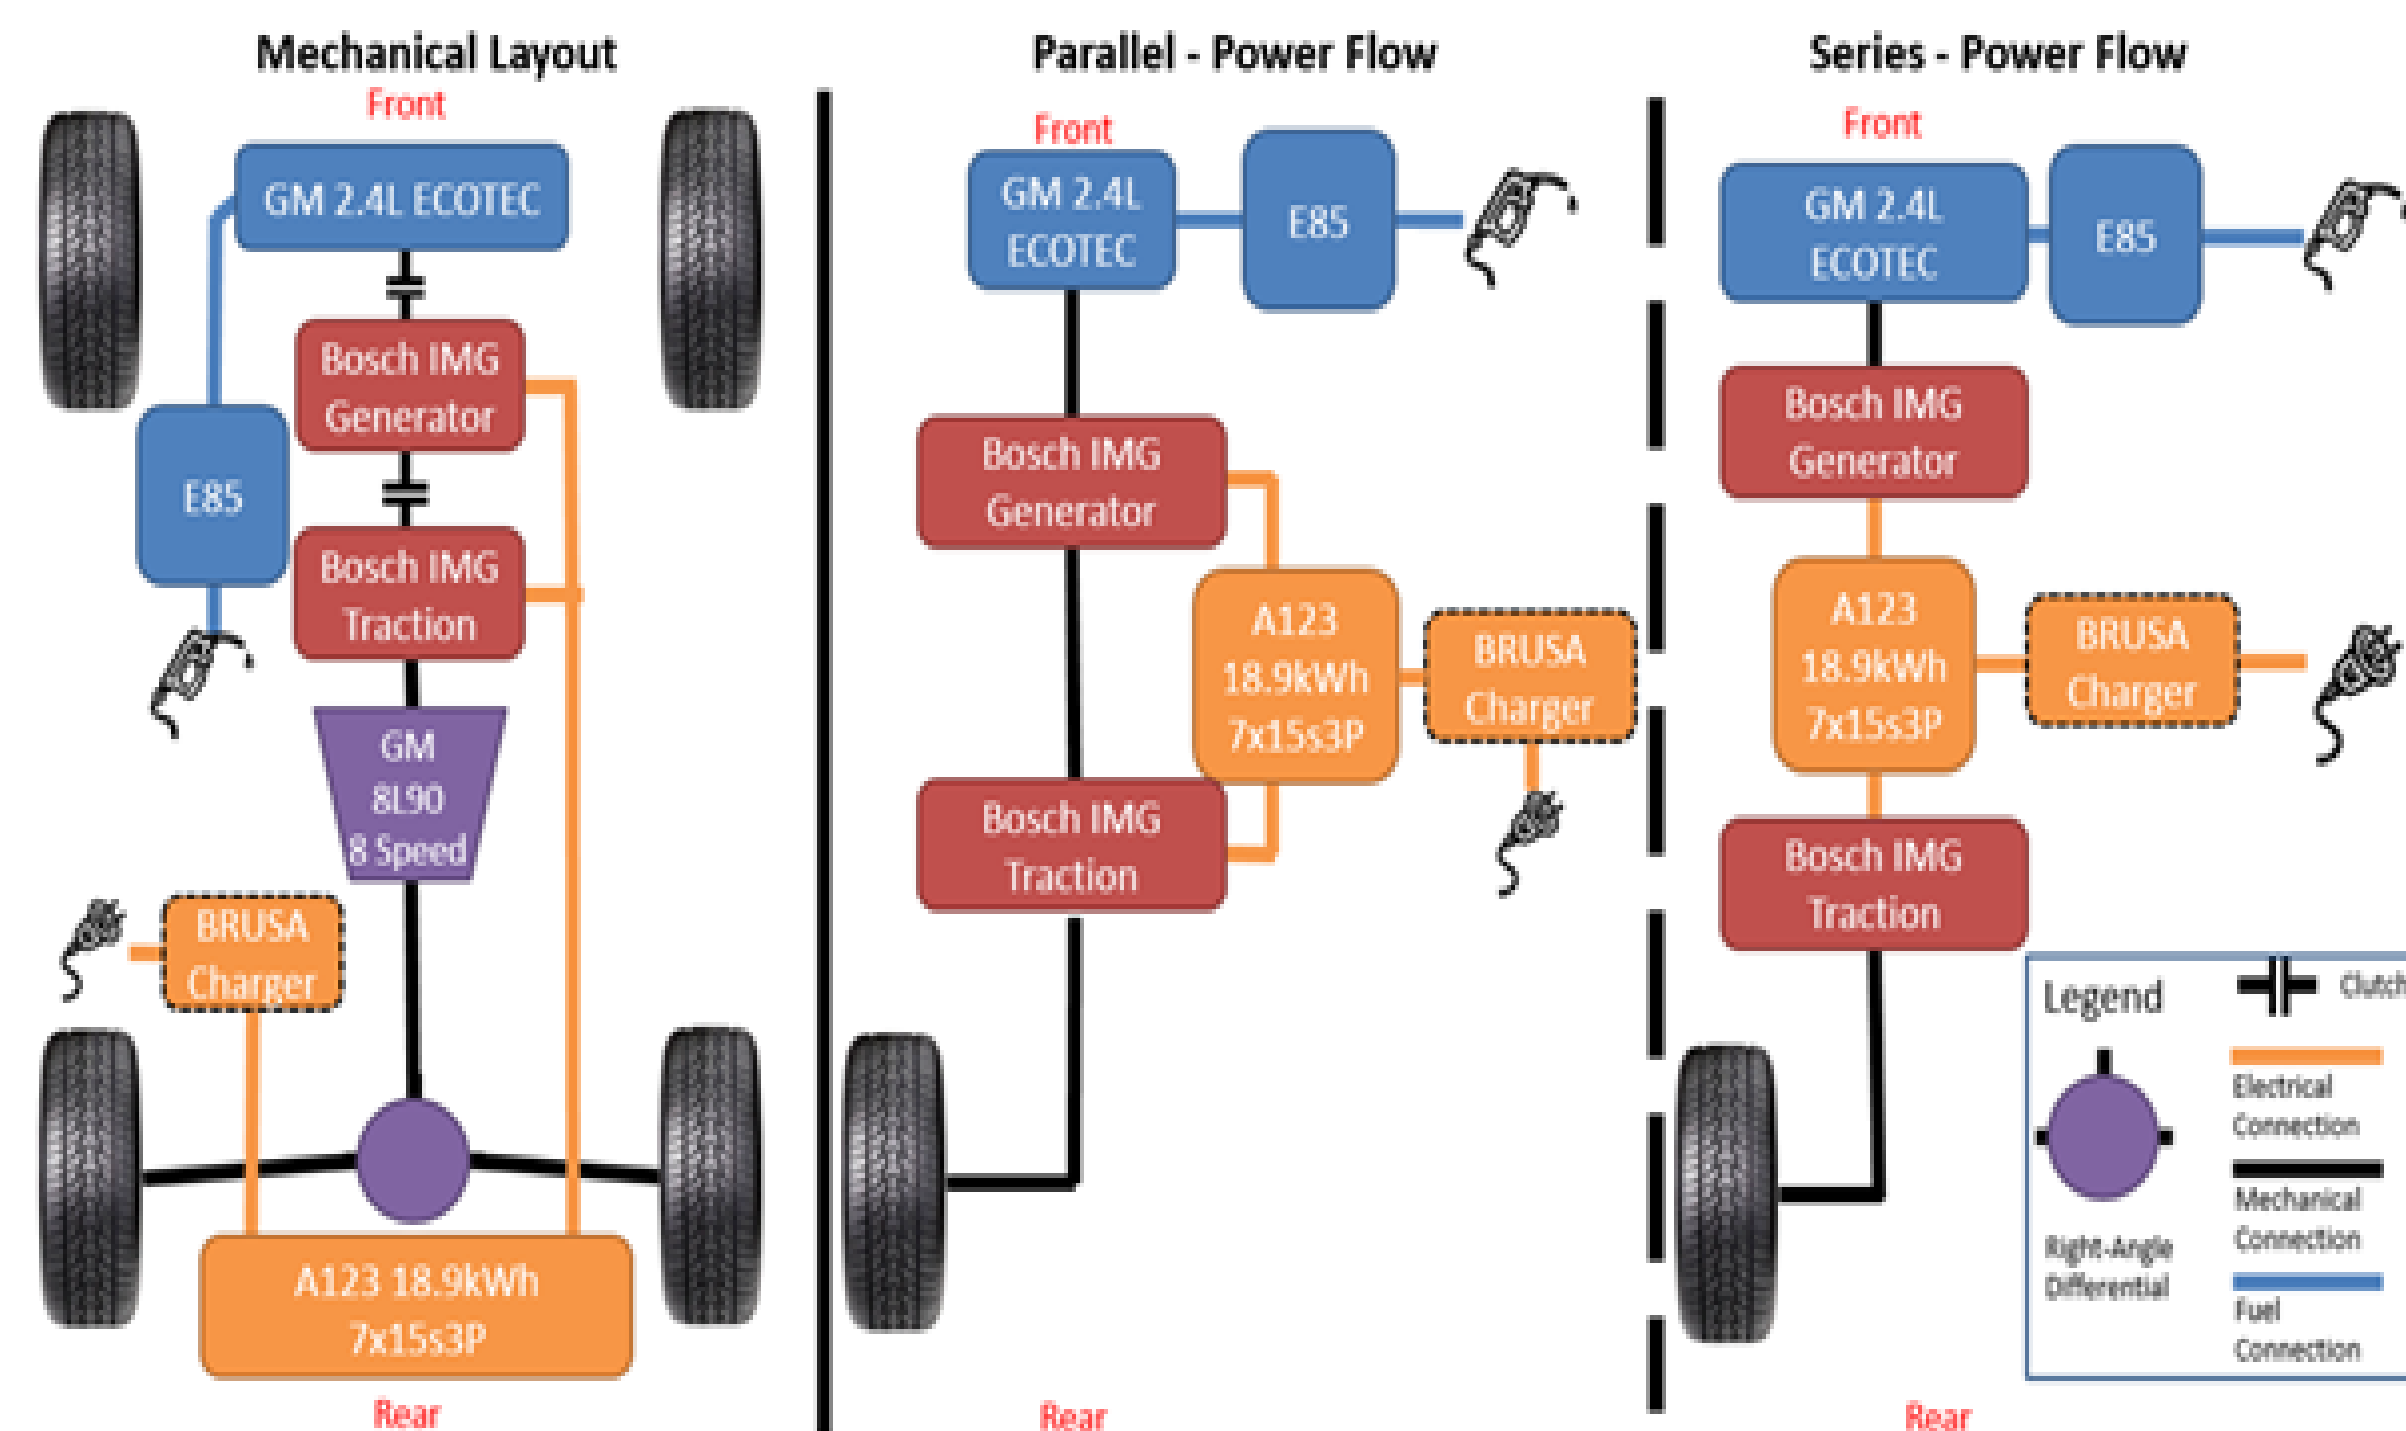 Mechanical Layout
Front
GM 2.4L ECOTEC
Bosch IMG
Generator
E85
Bosch IMG
Traction
GM
8L90
8 Speed
BRUSA
Charger
A123 18.9kWh
7x15s3P
Rear
Parallel - Power Flow
Front
GM 2.4L
ECOTEC
E85
Bosch IMG
Generator
A123
18.9kWh
7x15s3P
BRUSA
Charger
Bosch IMG
Traction
Rear
Series - Power Flow
Front
GM 2.4L
ECOTEC
E85
Bosch IMG
Generator
A123
18.9kWh
7x15s3P
BRUSA
Charger
Bosch IMG
Traction
Legend
Clutch
Electrical
Connection
Mechanical
Connection
Right-Angle
Differential
Fuel
Connection
Rear